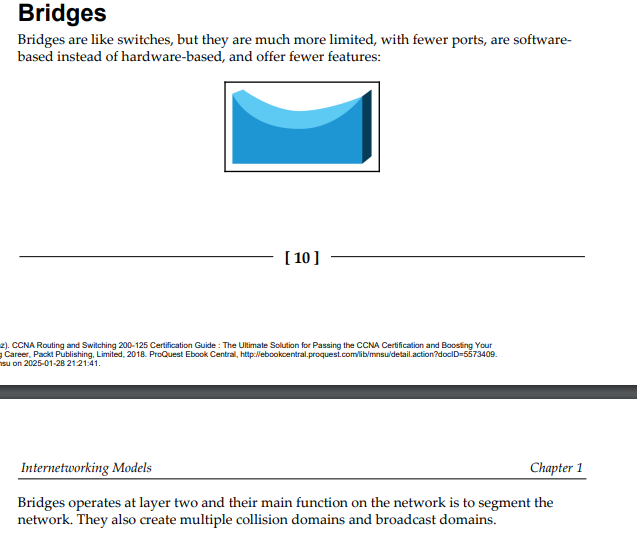 Bridges
Bridges are like switches, but they are much more limited, with fewer ports, are software-
based instead of hardware-based, and offer fewer features:
[ 10 ]
z). CCNA Routing and Switching 200-125 Certification Guide : The Ultimate Solution for Passing the CCNA Certification and Boosting Your
Career, Packt Publishing, Limited, 2018. ProQuest Ebook Central, http://ebookcentral.proquest.com/lib/mnsu/detail.action?docID=5573409.
su on 2025-01-28 21:21:41.
Internetworking Models
Chapter 1
Bridges operates at layer two and their main function on the network is to segment the
network. They also create multiple collision domains and broadcast domains.